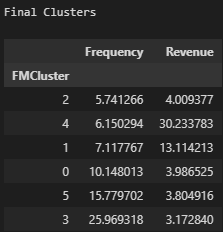 Final Clusters
Frequency Revenue
FMCluster
2 5.741266 4.009377
4 6.150294 30.233783
1 7.117767 13.114213
0 10.148013 3.986525
5 15.779702 3.804916
3 25.969318 3.172840